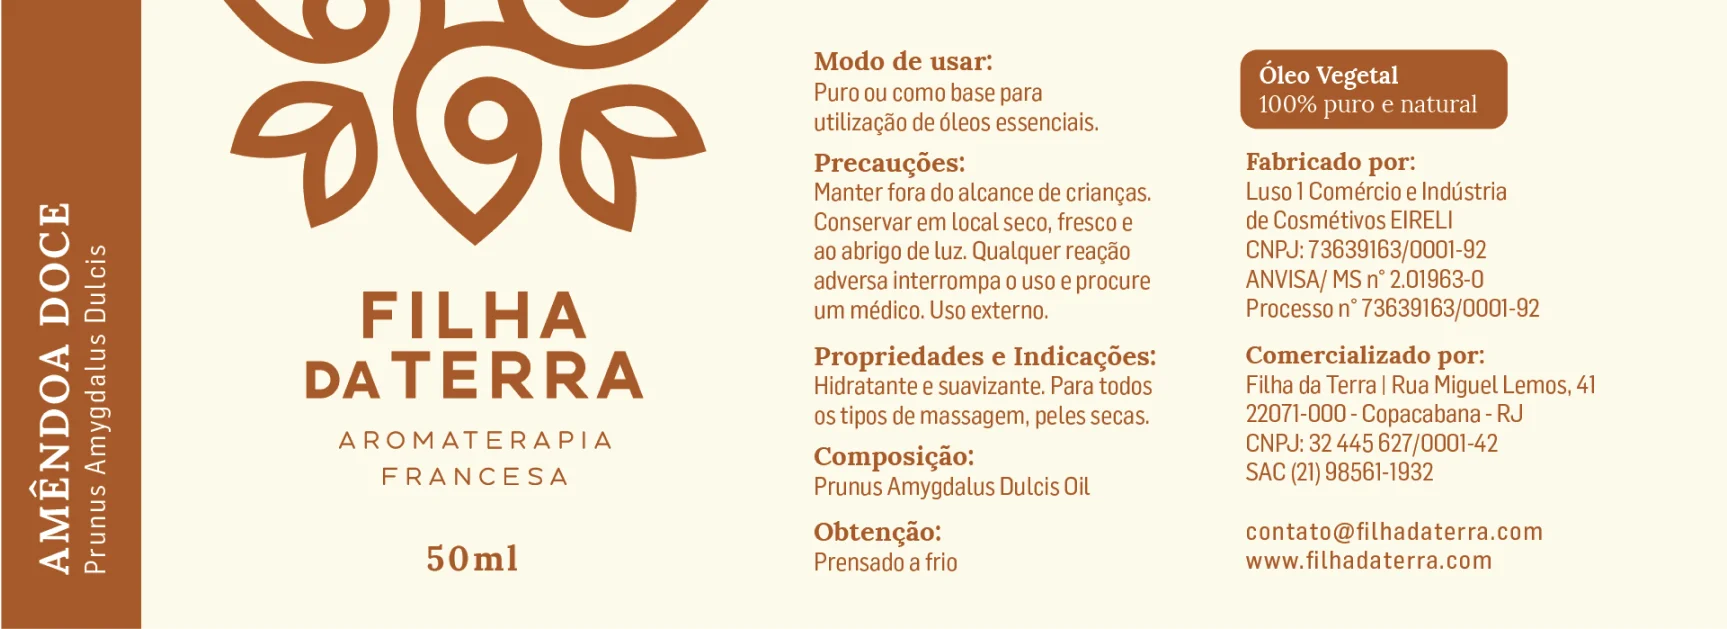 AMÊNDOA DOCE
Prunus Amygdalus Dulcis
FILHA
DA TERRA
AROMATERAPIA
FRANCESA
50ml
Modo de usar:
Puro ou como base para
utilização de óleos essenciais.
Precauções:
Manter fora do alcance de crianças.
Conservar em local seco, fresco e
ao abrigo de luz. Qualquer reação
adversa interrompa o uso e procure
um médico. Uso externo.
Propriedades e Indicações:
Hidratante e suavizante. Para todos
os tipos de massagem, peles secas.
Composição:
Prunus Amygdalus Dulcis Oil
Obtenção:
Prensado a frio
Óleo Vegetal
100% puro e natural
Fabricado por:
Luso 1 Comércio e Indústria
de Cosmétivos EIRELI
CNPJ: 73639163/0001-92
ANVISA/ MS n° 2.01963-0
Processo n° 73639163/0001-92
Comercializado por:
Filha da Terra | Rua Miguel Lemos, 41
22071-000 - Copacabana - RJ
CNPJ: 32 445 627/0001-42
SAC (21) 98561-1932
contato@filhadaterra.com
www.filhadaterra.com